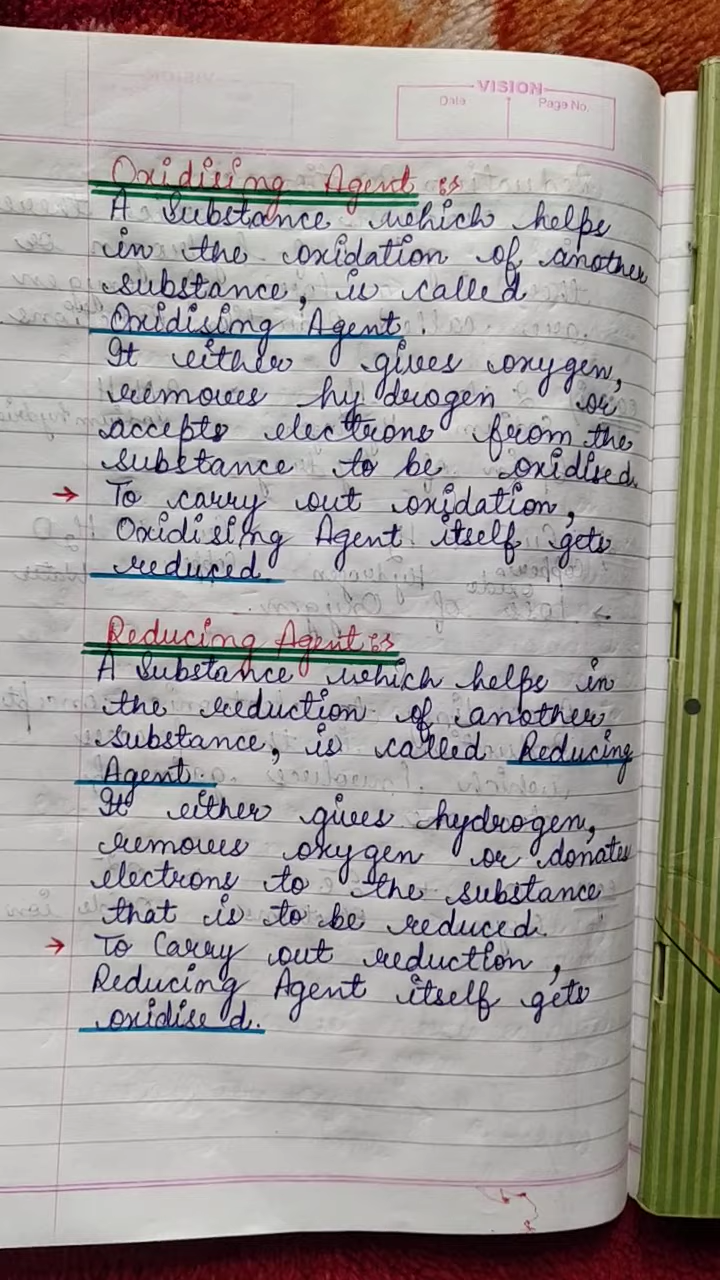 VISION
Date Page No.
Oxidising Agent :-
A Substance which helps
in the oxidation of another
substance, is called
Oxidising Agent.
It either gives oxygen,
removes hydrogen or
accepts electrons from the
substance to be oxidised.
→ To carry out oxidation,
Oxidising Agent itself gets
reduced
Reducing Agent :-
A Substance which helps in
the reduction of another
substance, is called Reducing
Agent.
It either gives hydrogen,
removes oxygen or donates
electrons to the substance
that is to be reduced.
→ To Carry out reduction,
Reducing Agent itself gets
oxidised.